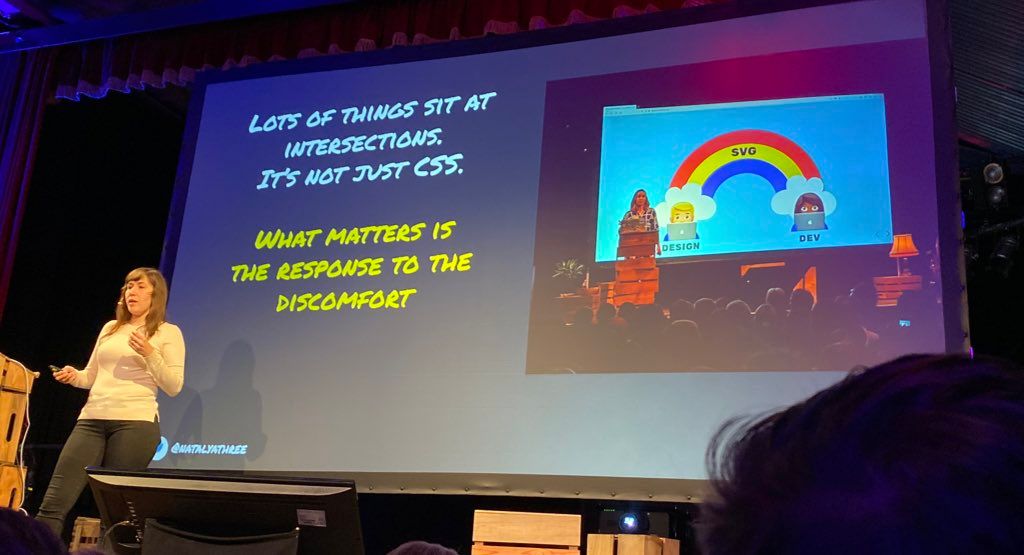 LOTS OF THINGS SIT AT
INTERSECTIONS.
IT'S NOT JUST CSS.
WHAT MATTERS IS
THE RESPONSE TO THE
DISCOMFORT
SVG
DESIGN
DEV
@NATALYATHREE